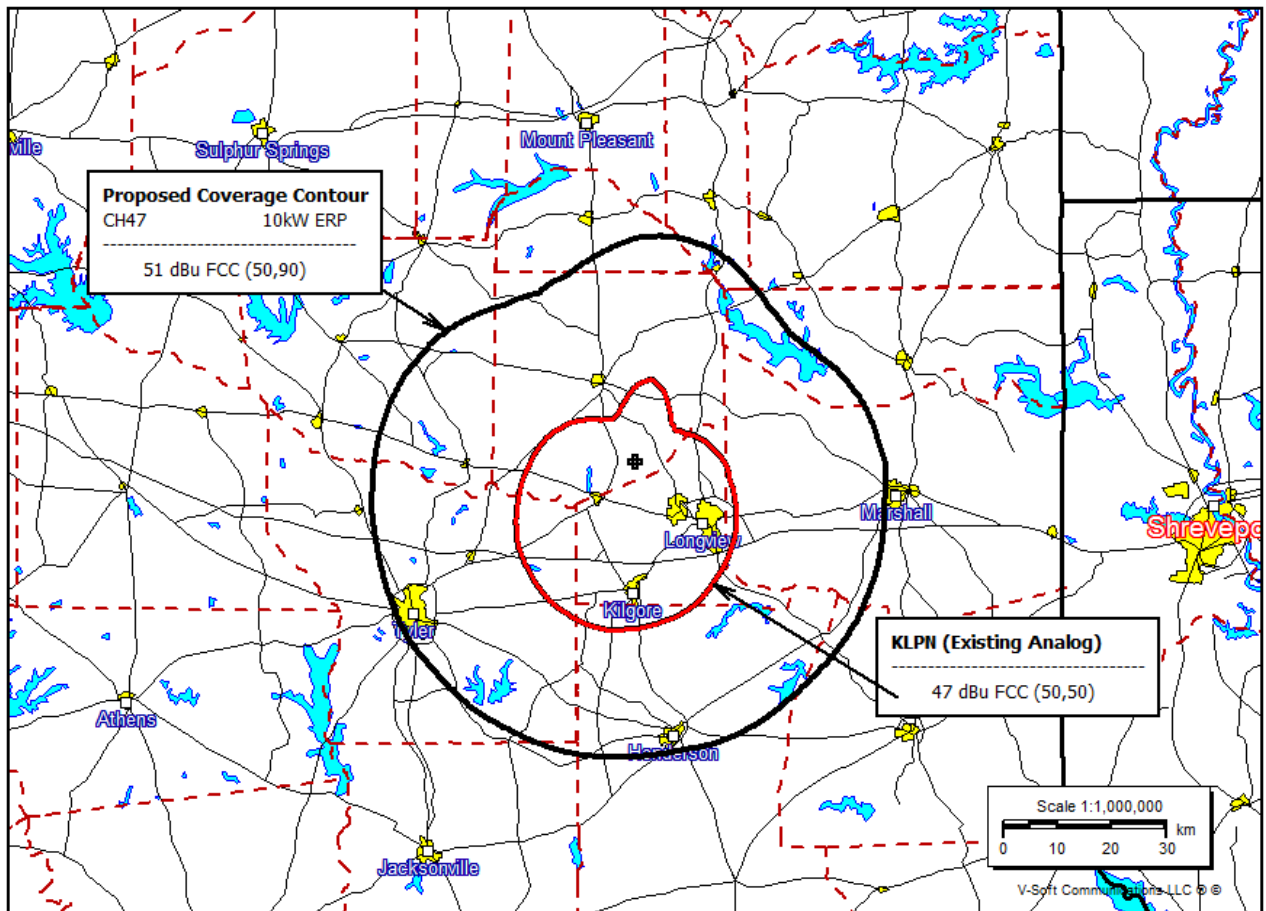 ville
Sulphur Springs
Mount Pleasant
Proposed Coverage Contour
CH47 10kW ERP
--------------------------------
51 dBu FCC (50,90)
Marshall
Longview
Shrevepo
Kilgore
Tyler
KLPN (Existing Analog)
--------------------------------
47 dBu FCC (50,50)
Athens
Henderson
Scale 1:1,000,000
km
0 10 20 30
Jacksonville
V-Soft Communications LLC ® ©